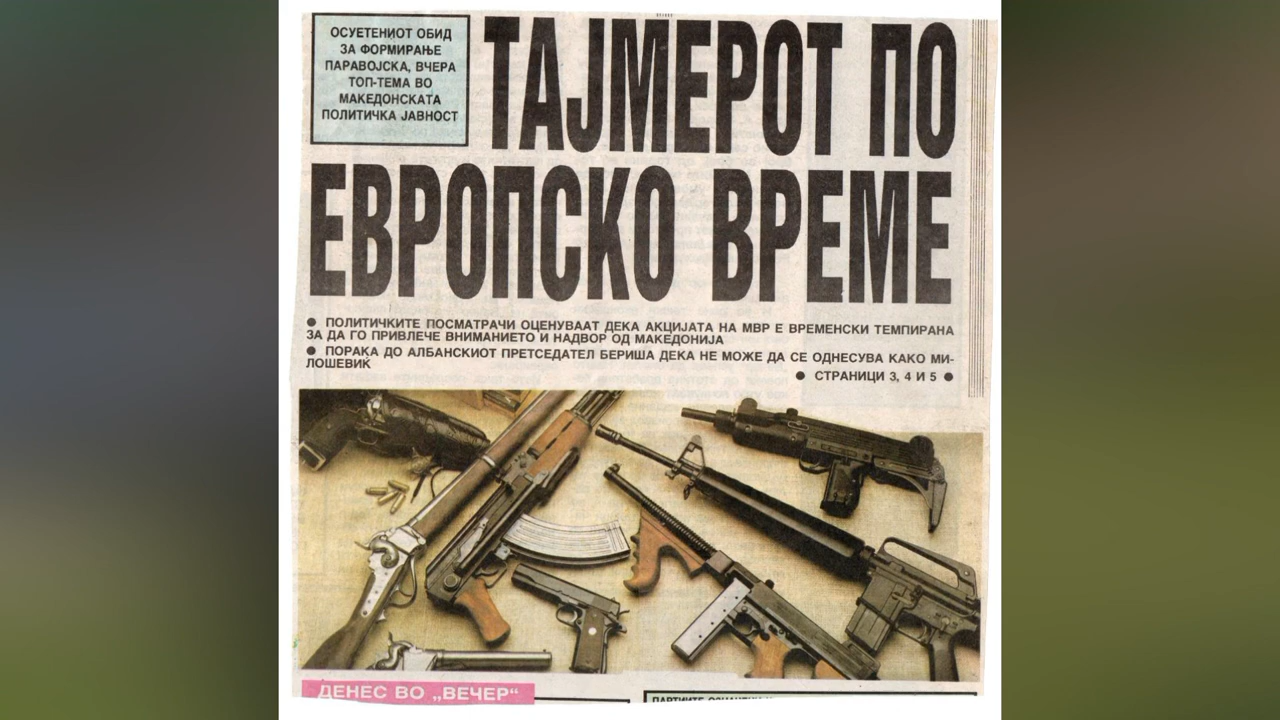 ОСУЕТЕНИОТ ОБИД
ЗА ФОРМИРАЊЕ
ПАРАВОЈСКА, ВЧЕРА
ТОП-ТЕМА ВО
МАКЕДОНСКАТА
ПОЛИТИЧКА ЈАВНОСТ
ТАЈМЕРОТ ПО
ЕВРОПСКО ВРЕМЕ
● ПОЛИТИЧКИТЕ ПОСМАТРАЧИ ОЦЕНУВААТ ДЕКА АКЦИЈАТА НА МВР Е ВРЕМЕНСКИ ТЕМПИРАНА
ЗА ДА ГО ПРИВЛЕЧЕ ВНИМАНИЕТО И НАДВОР ОД МАКЕДОНИЈА
● ПОРАКА ДО АЛБАНСКИОТ ПРЕТСЕДАТЕЛ БЕРИША ДЕКА НЕ МОЖЕ ДА СЕ ОДНЕСУВА КАКО МИ-
ЛОШЕВИЌ
● СТРАНИЦИ 3, 4 И 5 ●
ДЕНЕС ВО „ВЕЧЕР“
ПАРТИИТЕ